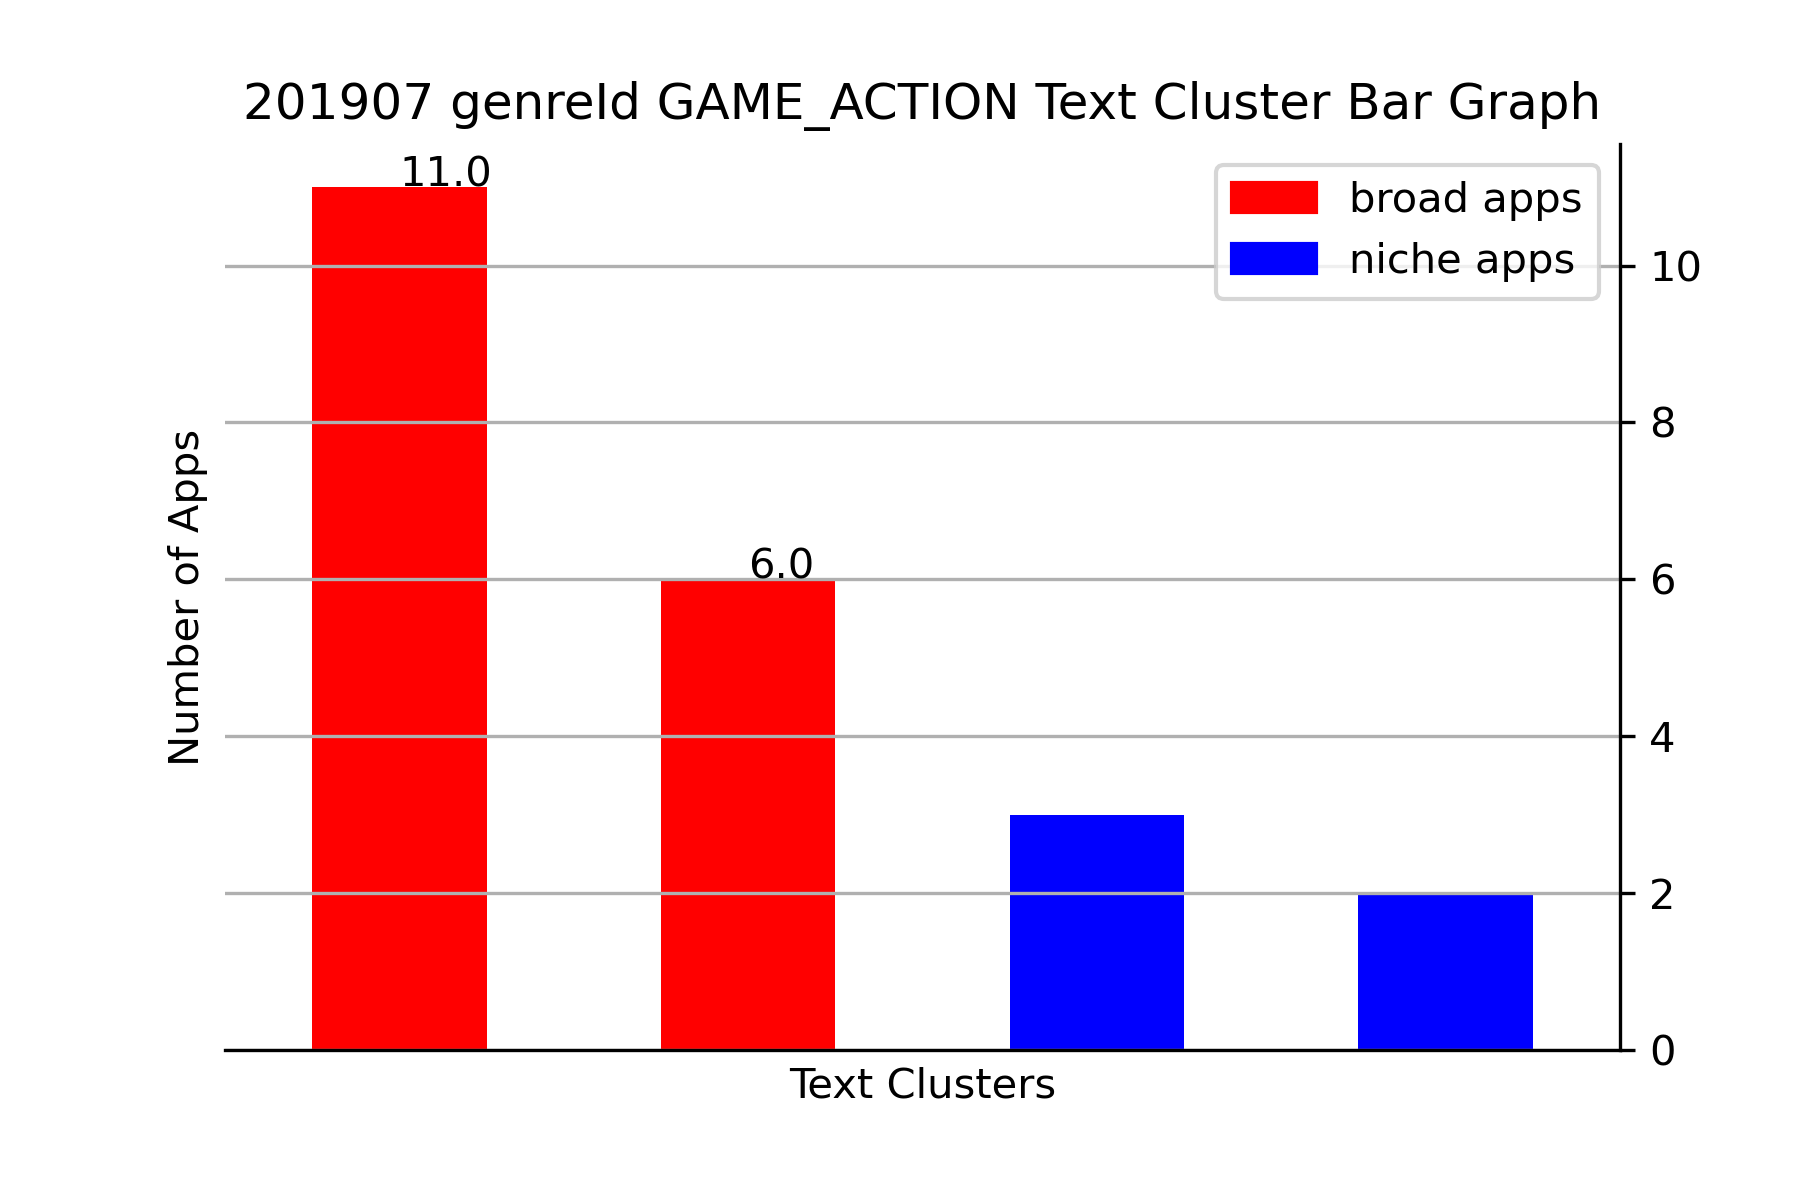 201907 genreId GAME_ACTION Text Cluster Bar Graph
11.0
broad apps
niche apps
10
8
6.0
6
4
2
0
Number of Apps
Text Clusters